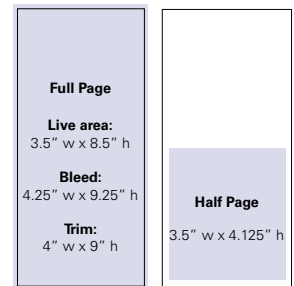 Full Page
Live area:
3.5” w x 8.5” h
Bleed:
4.25” w x 9.25” h
Trim:
4” w x 9” h
Half Page
3.5” w x 4.125” h